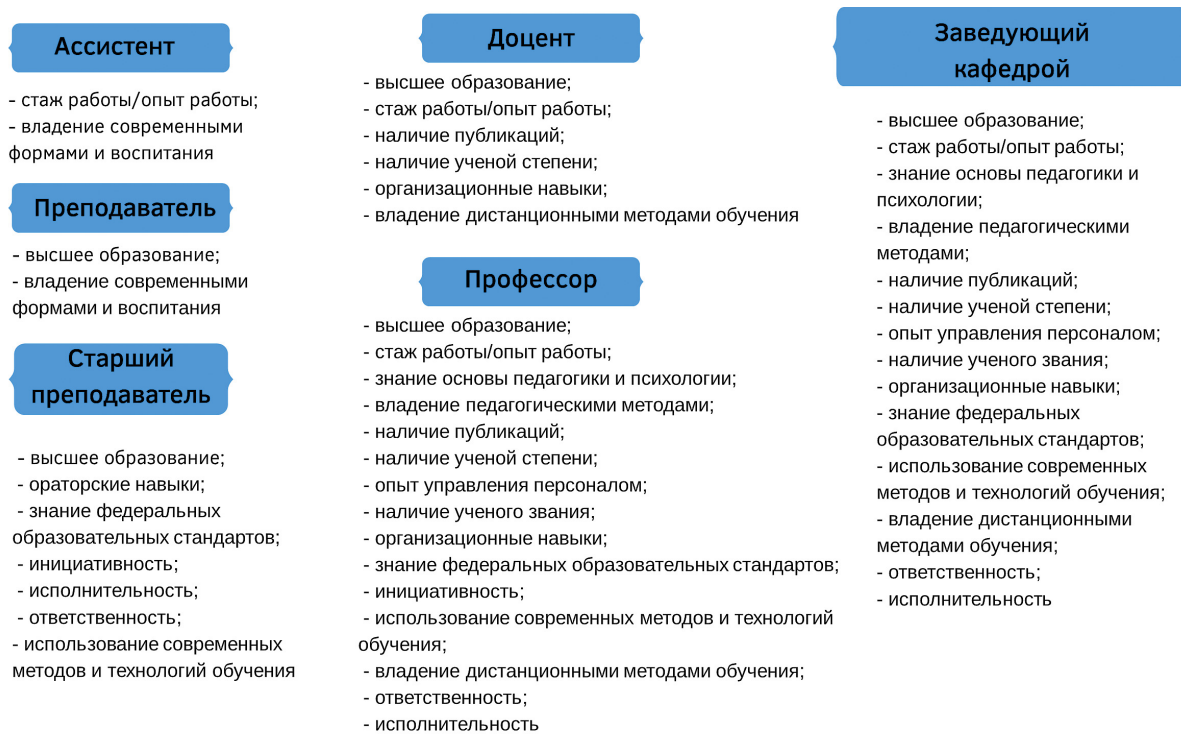 Ассистент
- стаж работы/опыт работы;
- владение современными
формами и воспитания
Преподаватель
- высшее образование;
- владение современными
формами и воспитания
Старший
преподаватель
- высшее образование;
- ораторские навыки;
- знание федеральных
образовательных стандартов;
- инициативность;
- исполнительность;
- ответственность;
- использование современных
методов и технологий обучения
Доцент
- высшее образование;
- стаж работы/опыт работы;
- наличие публикаций;
- наличие ученой степени;
- организационные навыки;
- владение дистанционными методами обучения
Профессор
- высшее образование;
- стаж работы/опыт работы;
- знание основы педагогики и психологии;
- владение педагогическими методами;
- наличие публикаций;
- наличие ученой степени;
- опыт управления персоналом;
- наличие ученого звания;
- организационные навыки;
- знание федеральных образовательных стандартов;
- инициативность;
- использование современных методов и технологий
обучения;
- владение дистанционными методами обучения;
- ответственность;
- исполнительность
Заведующий
кафедрой
- высшее образование;
- стаж работы/опыт работы;
- знание основы педагогики и
психологии;
- владение педагогическими
методами;
- наличие публикаций;
- наличие ученой степени;
- опыт управления персоналом;
- наличие ученого звания;
- организационные навыки;
- знание федеральных
образовательных стандартов;
- использование современных
методов и технологий обучения;
- владение дистанционными
методами обучения;
- ответственность;
- исполнительность